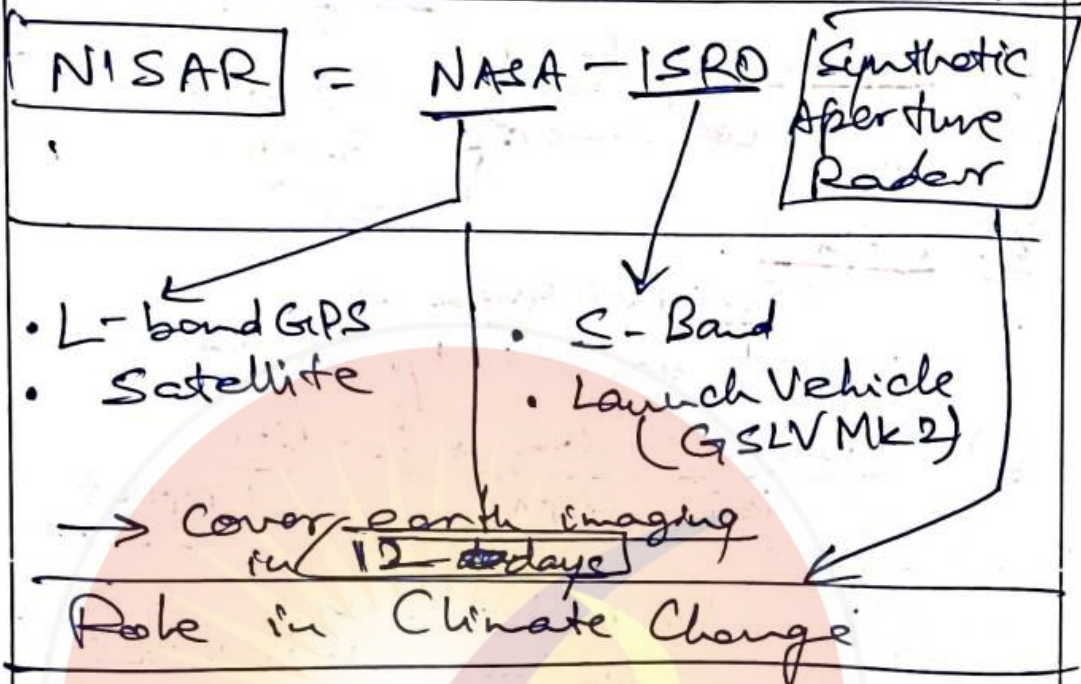 NISAR = NASA - ISRO Synthetic Aperture Radar
• L-band GPS
• Satellite
• S-Band
• Launch Vehicle
(GSLV MK2)
→ Cover earth imaging
in 12-days
Role in Climate Change